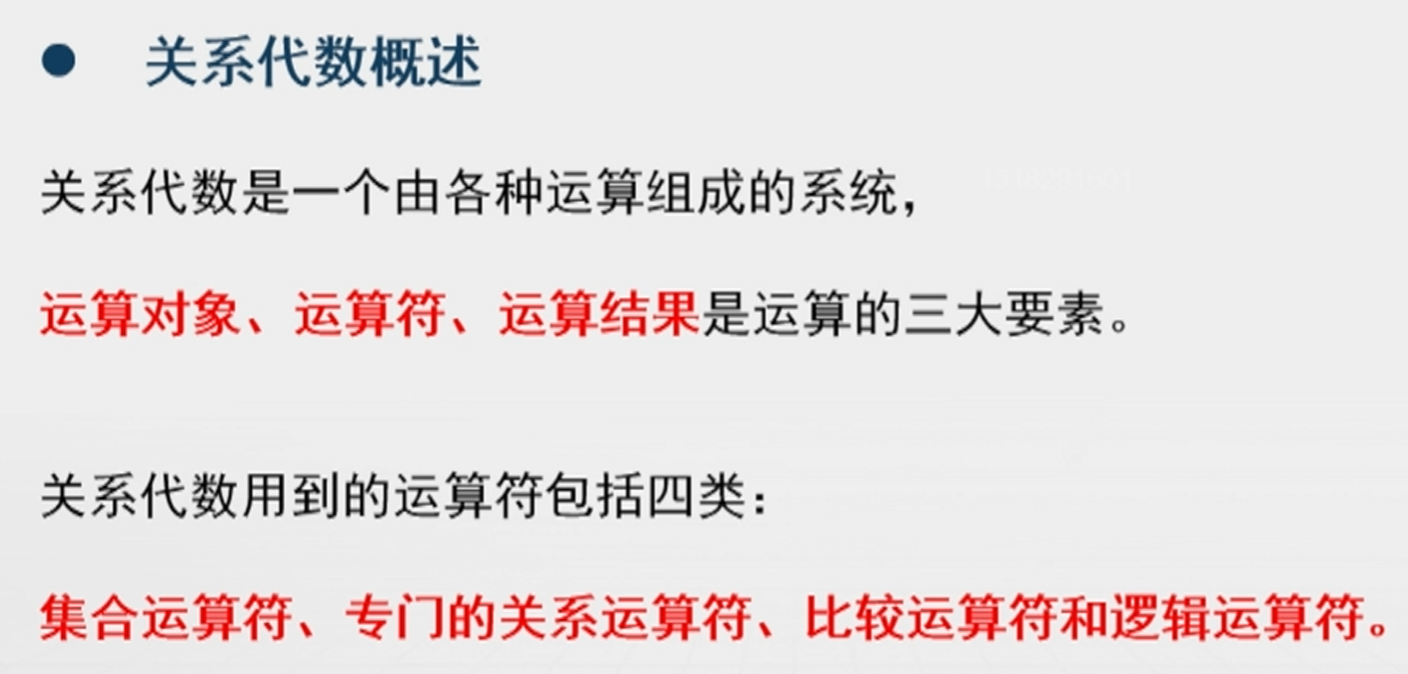 ● 关系代数概述
关系代数是一个由各种运算组成的系统，
运算对象、运算符、运算结果是运算的三大要素。
关系代数用到的运算符包括四类：
集合运算符、专门的关系运算符、比较运算符和逻辑运算符。